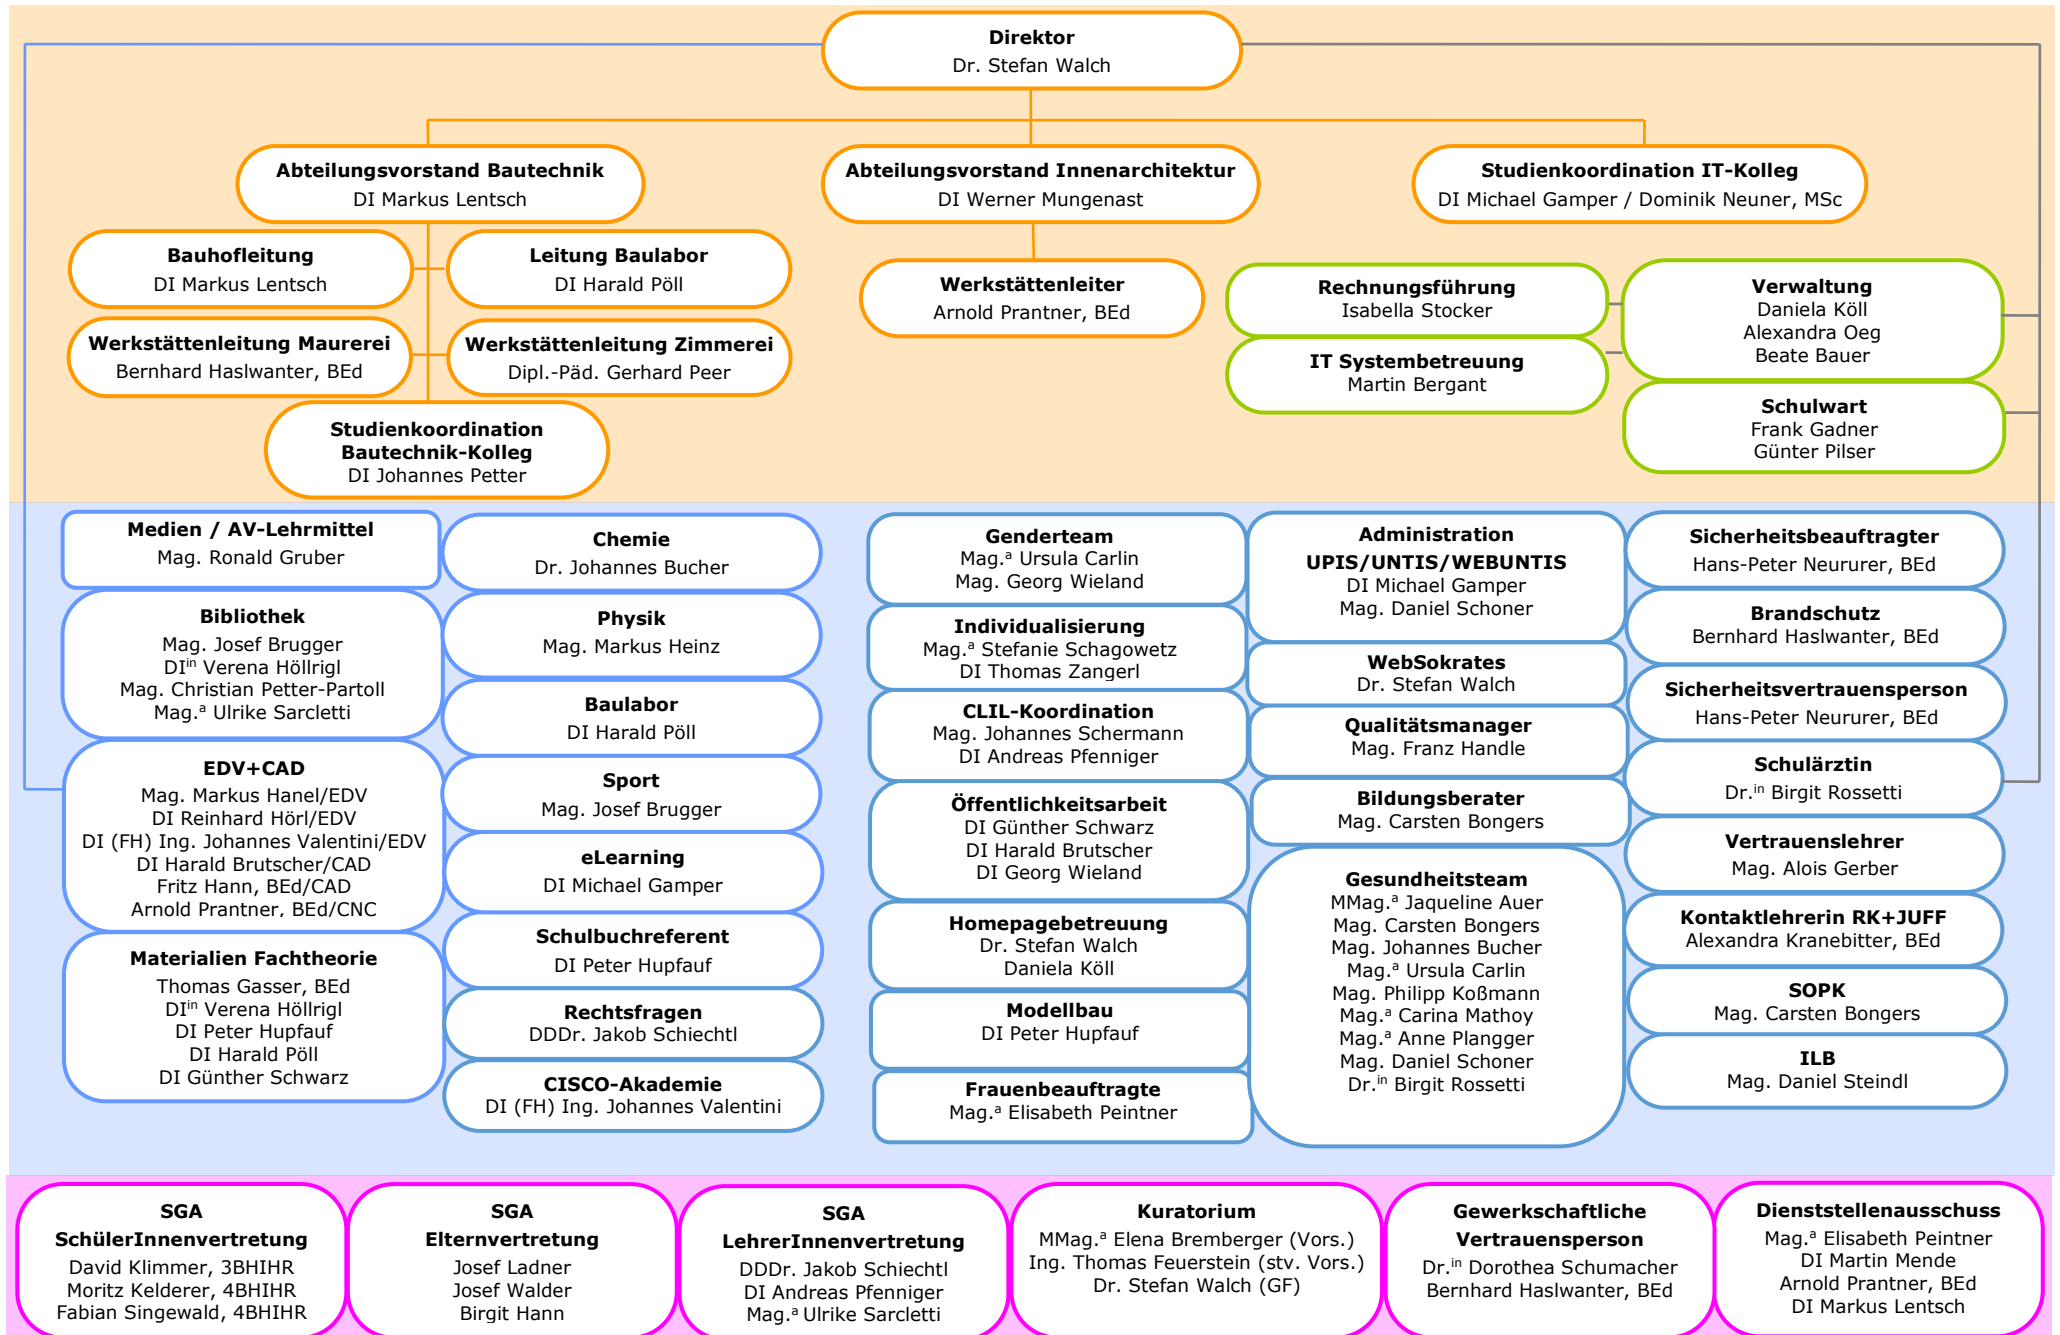 Direktor
Dr. Stefan Walch
Abteilungsvorstand Bautechnik
DI Markus Lentsch
Abteilungsvorstand Innenarchitektur
DI Werner Mungenast
Studienkoordination IT-Kolleg
DI Michael Gamper / Dominik Neuner, MSc
Bauhofleitung
DI Markus Lentsch
Leitung Baulabor
DI Harald Pöll
Werkstättenleitung Maurerei
Bernhard Haslwanter, BEd
Werkstättenleitung Zimmerei
Dipl.-Päd. Gerhard Peer
Studienkoordination
Bautechnik-Kolleg
DI Johannes Petter
Werkstättenleiter
Arnold Prantner, BEd
Rechnungsführung
Isabella Stocker
IT Systembetreuung
Martin Bergant
Verwaltung
Daniela Köll
Alexandra Oeg
Beate Bauer
Schulwart
Frank Gadner
Günter Pilser
Medien / AV-Lehrmittel
Mag. Ronald Gruber
Bibliothek
Mag. Josef Brugger
DIin Verena Höllrigl
Mag. Christian Petter-Partoll
Mag.a Ulrike Sarcletti
EDV+CAD
Mag. Markus Hanel/EDV
DI Reinhard Hörl/EDV
DI (FH) Ing. Johannes Valentini/EDV
DI Harald Brutscher/CAD
Fritz Hann, BEd/CAD
Arnold Prantner, BEd/CNC
Materialien Fachtheorie
Thomas Gasser, BEd
DIin Verena Höllrigl
DI Peter Hupfauf
DI Harald Pöll
DI Günther Schwarz
Chemie
Dr. Johannes Bucher
Physik
Mag. Markus Heinz
Baulabor
DI Harald Pöll
Sport
Mag. Josef Brugger
eLearning
DI Michael Gamper
Schulbuchreferent
DI Peter Hupfauf
Rechtsfragen
DDDr. Jakob Schiechtl
CISCO-Akademie
DI (FH) Ing. Johannes Valentini
Genderteam
Mag.a Ursula Carlin
Mag. Georg Wieland
Individualisierung
Mag.a Stefanie Schagowetz
DI Thomas Zangerl
CLIL-Koordination
Mag. Johannes Schermann
DI Andreas Pfenniger
Öffentlichkeitsarbeit
DI Günther Schwarz
DI Harald Brutscher
DI Georg Wieland
Homepagebetreuung
Dr. Stefan Walch
Daniela Köll
Modellbau
DI Peter Hupfauf
Frauenbeauftragte
Mag.a Elisabeth Peintner
Administration
UPIS/UNTIS/WEBUNTIS
DI Michael Gamper
Mag. Daniel Schoner
WebSokrates
Dr. Stefan Walch
Qualitätsmanager
Mag. Franz Handle
Bildungsberater
Mag. Carsten Bongers
Gesundheitsteam
MMag.a Jaqueline Auer
Mag. Carsten Bongers
Mag. Johannes Bucher
Mag.a Ursula Carlin
Mag. Philipp Koßmann
Mag.a Carina Mathoy
Mag.a Anne Plangger
Mag. Daniel Schoner
Dr.in Birgit Rossetti
Sicherheitsbeauftragter
Hans-Peter Neururer, BEd
Brandschutz
Bernhard Haslwanter, BEd
Sicherheitsvertrauensperson
Hans-Peter Neururer, BEd
Schulärztin
Dr.in Birgit Rossetti
Vertrauenslehrer
Mag. Alois Gerber
Kontaktlehrerin RK+JUFF
Alexandra Kranebitter, BEd
SOPK
Mag. Carsten Bongers
ILB
Mag. Daniel Steindl
SGA
SchülerInnenvertretung
David Klimmer, 3BHIHR
Moritz Kelderer, 4BHIHR
Fabian Singewald, 4BHIHR
SGA
Elternvertretung
Josef Ladner
Josef Walder
Birgit Hann
SGA
LehrerInnenvertretung
DDDr. Jakob Schiechtl
DI Andreas Pfenniger
Mag.a Ulrike Sarcletti
Kuratorium
MMag.a Elena Bremberger (Vors.)
Ing. Thomas Feuerstein (stv. Vors.)
Dr. Stefan Walch (GF)
Gewerkschaftliche
Vertrauensperson
Dr.in Dorothea Schumacher
Bernhard Haslwanter, BEd
Dienststellenausschuss
Mag.a Elisabeth Peintner
DI Martin Mende
Arnold Prantner, BEd
DI Markus Lentsch